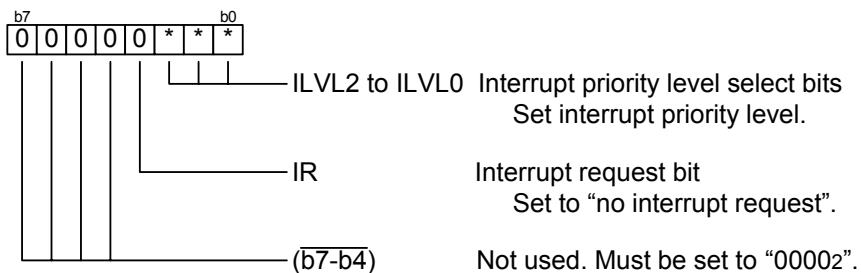 b7 b0
0 0 0 0 0 * * *
ILVL2 to ILVL0 Interrupt priority level select bits
Set interrupt priority level.
IR Interrupt request bit
Set to “no interrupt request”.
(b7-b4) Not used. Must be set to “00002”.